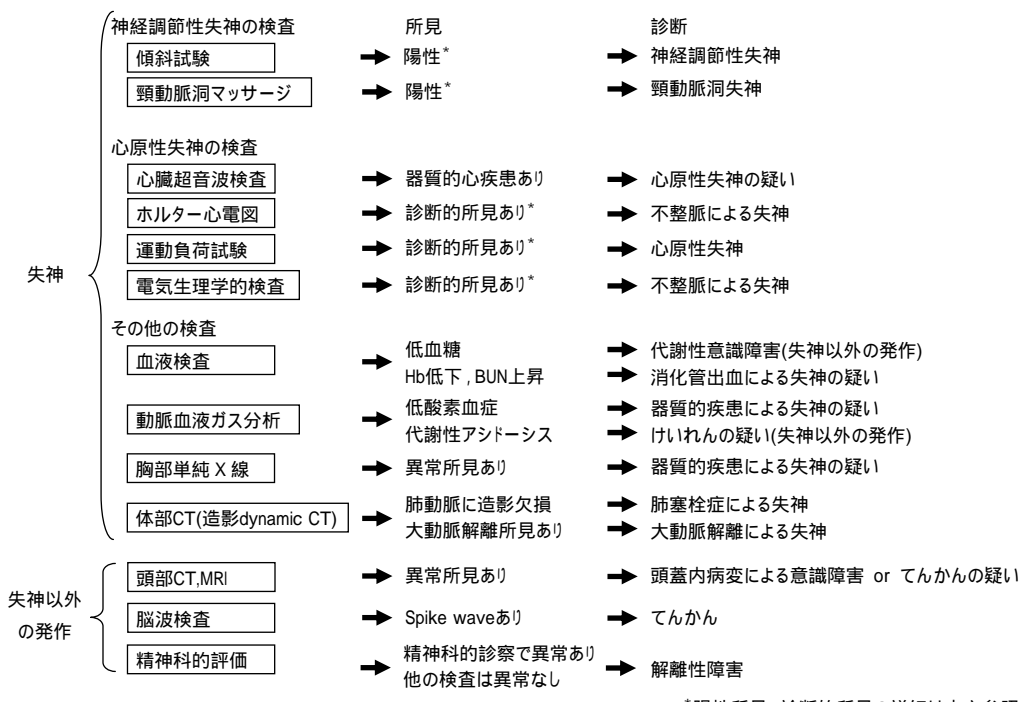 神経調節性失神の検査 所見 診断
傾斜試験 ➡ 陽性* ➡ 神経調節性失神
頸動脈洞マッサージ ➡ 陽性* ➡ 頸動脈洞失神
心原性失神の検査
心臓超音波検査 ➡ 器質的心疾患あり ➡ 心原性失神の疑い
ホルター心電図 ➡ 診断的所見あり* ➡ 不整脈による失神
運動負荷試験 ➡ 診断的所見あり* ➡ 心原性失神
失神
電気生理学的検査 ➡ 診断的所見あり* ➡ 不整脈による失神
その他の検査
血液検査 ➡ 低血糖 ➡ 代謝性意識障害(失神以外の発作)
Hb低下 , BUN上昇 ➡ 消化管出血による失神の疑い
動脈血液ガス分析 ➡ 低酸素血症 ➡ 器質的疾患による失神の疑い
代謝性アシドーシス ➡ けいれんの疑い(失神以外の発作)
胸部単純 X 線 ➡ 異常所見あり ➡ 器質的疾患による失神の疑い
体部CT(造影dynamic CT) ➡ 肺動脈に造影欠損 ➡ 肺塞栓症による失神
大動脈解離所見あり ➡ 大動脈解離による失神
頭部CT,MRI ➡ 異常所見あり ➡ 頭蓋内病変による意識障害 or てんかんの疑い
失神以外
の発作
脳波検査 ➡ Spike waveあり ➡ てんかん
精神科的評価 ➡ 精神科的診察で異常あり ➡ 解離性障害
他の検査は異常なし